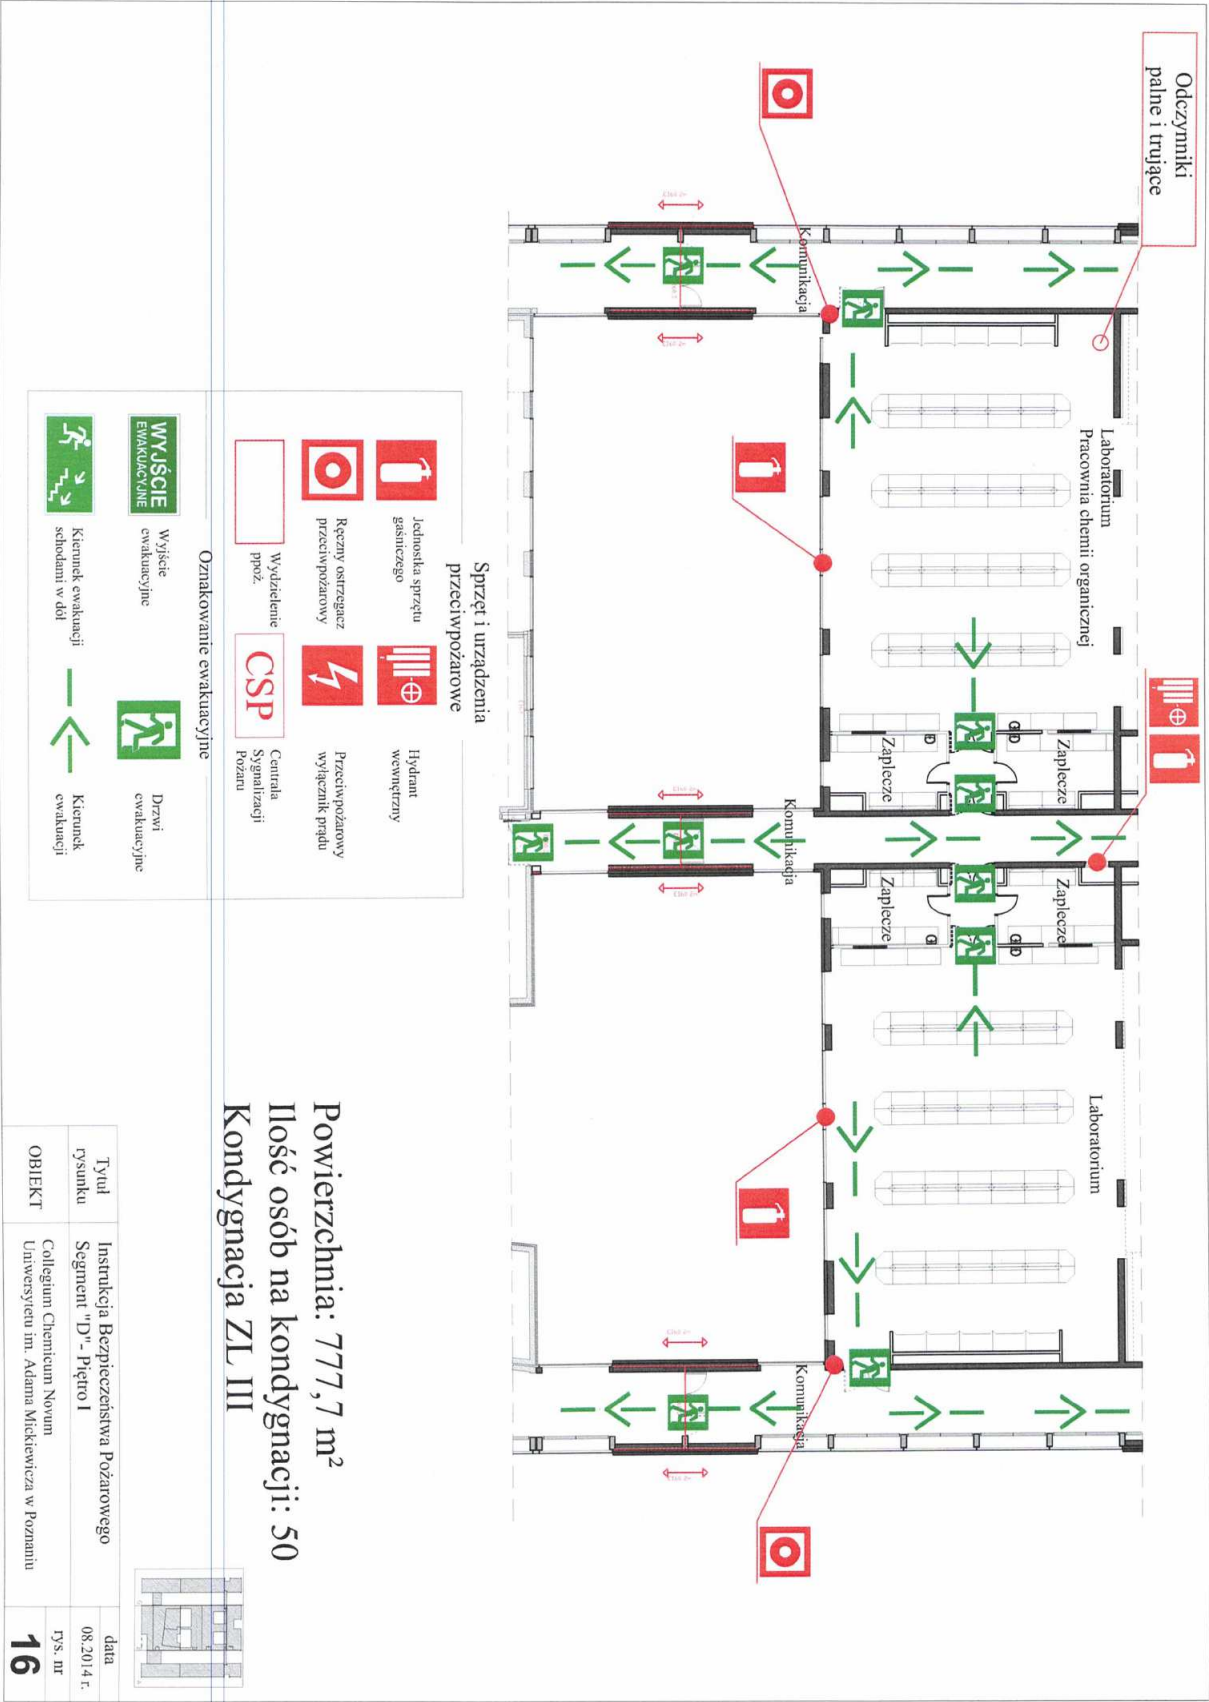 Odczynniki
palne i trujące
Komunikacja
Laboratorium
Pracownia chemii organicznej
Zaplecze
Zaplecze
Komunikacja
Zaplecze
Zaplecze
Laboratorium
Komunikacja
Sprzęt i urządzenia
przeciwpożarowe
Jednostka sprzętu
gaśniczego
Hydrant
wewnętrzny
Ręczny ostrzegacz
przeciwpożarowy
Przeciwpożarowy
wyłącznik prądu
Wydzielenie
ppoż.
CSP
Centrala
Sygnalizacji
Pożaru
Oznakowanie ewakuacyjne
WYJŚCIE
EWAKUACYJNE
Wyjście
ewakuacyjne
Drzwi
ewakuacyjne
Kierunek ewakuacji
schodami w dół
Kierunek
ewakuacji
Powierzchnia: 777,7 m²
Ilość osób na kondygnacji: 50
Kondygnacja ZL III
Tytuł
rysunku
Instrukcja Bezpieczeństwa Pożarowego
Segment "D"- Piętro I
data
08.2014 r.
OBIEKT
Collegium Chemicum Novum
Uniwersytetu im. Adama Mickiewicza w Poznaniu
rys. nr
16